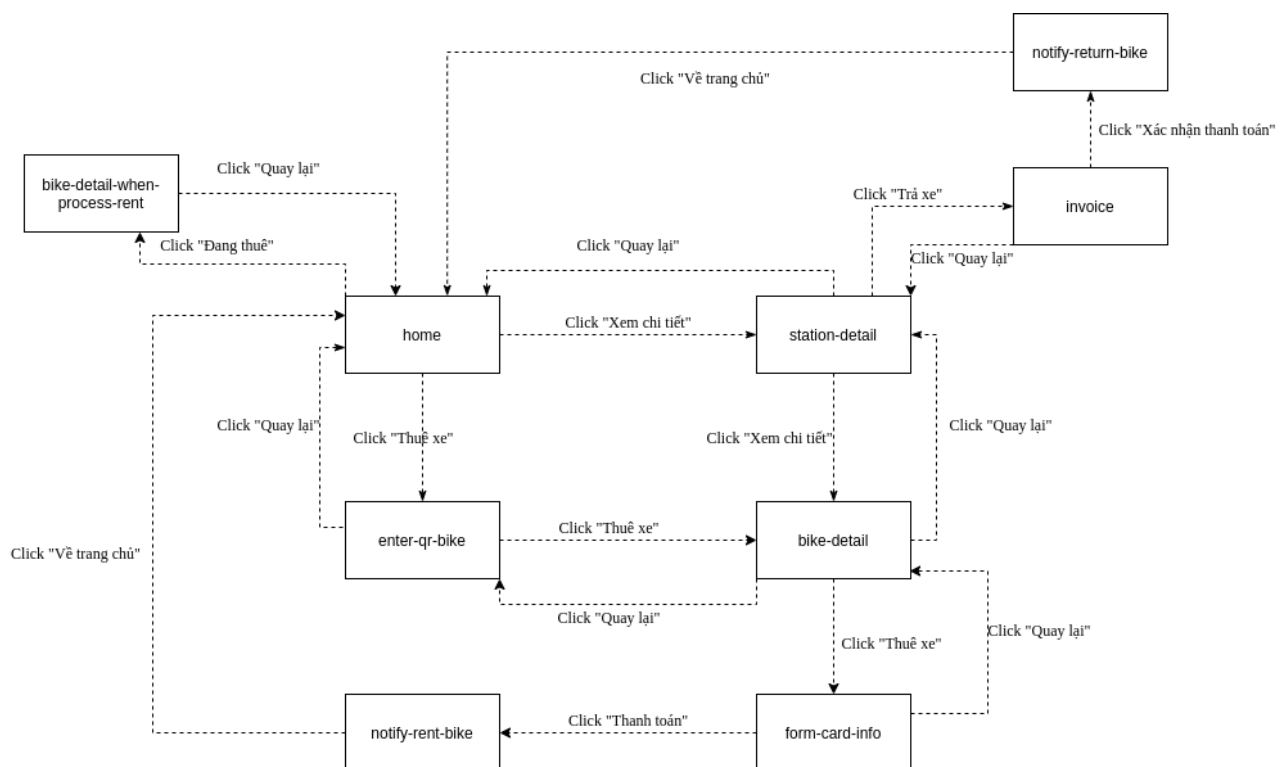 notify-return-bike
Click "Về trang chủ"
Click "Xác nhận thanh toán"
bike-detail-when-
process-rent
Click "Quay lại"
Click "Trả xe"
invoice
Click "Đang thuê"
Click "Quay lại"
Click "Quay lại"
home
Click "Xem chi tiết"
station-detail
Click "Quay lại"
Click "Thuê xe"
Click "Xem chi tiết"
Click "Quay lại"
enter-qr-bike
Click "Thuê xe"
bike-detail
Click "Về trang chủ"
Click "Quay lại"
Click "Thuê xe"
Click "Quay lại"
notify-rent-bike
Click "Thanh toán"
form-card-info